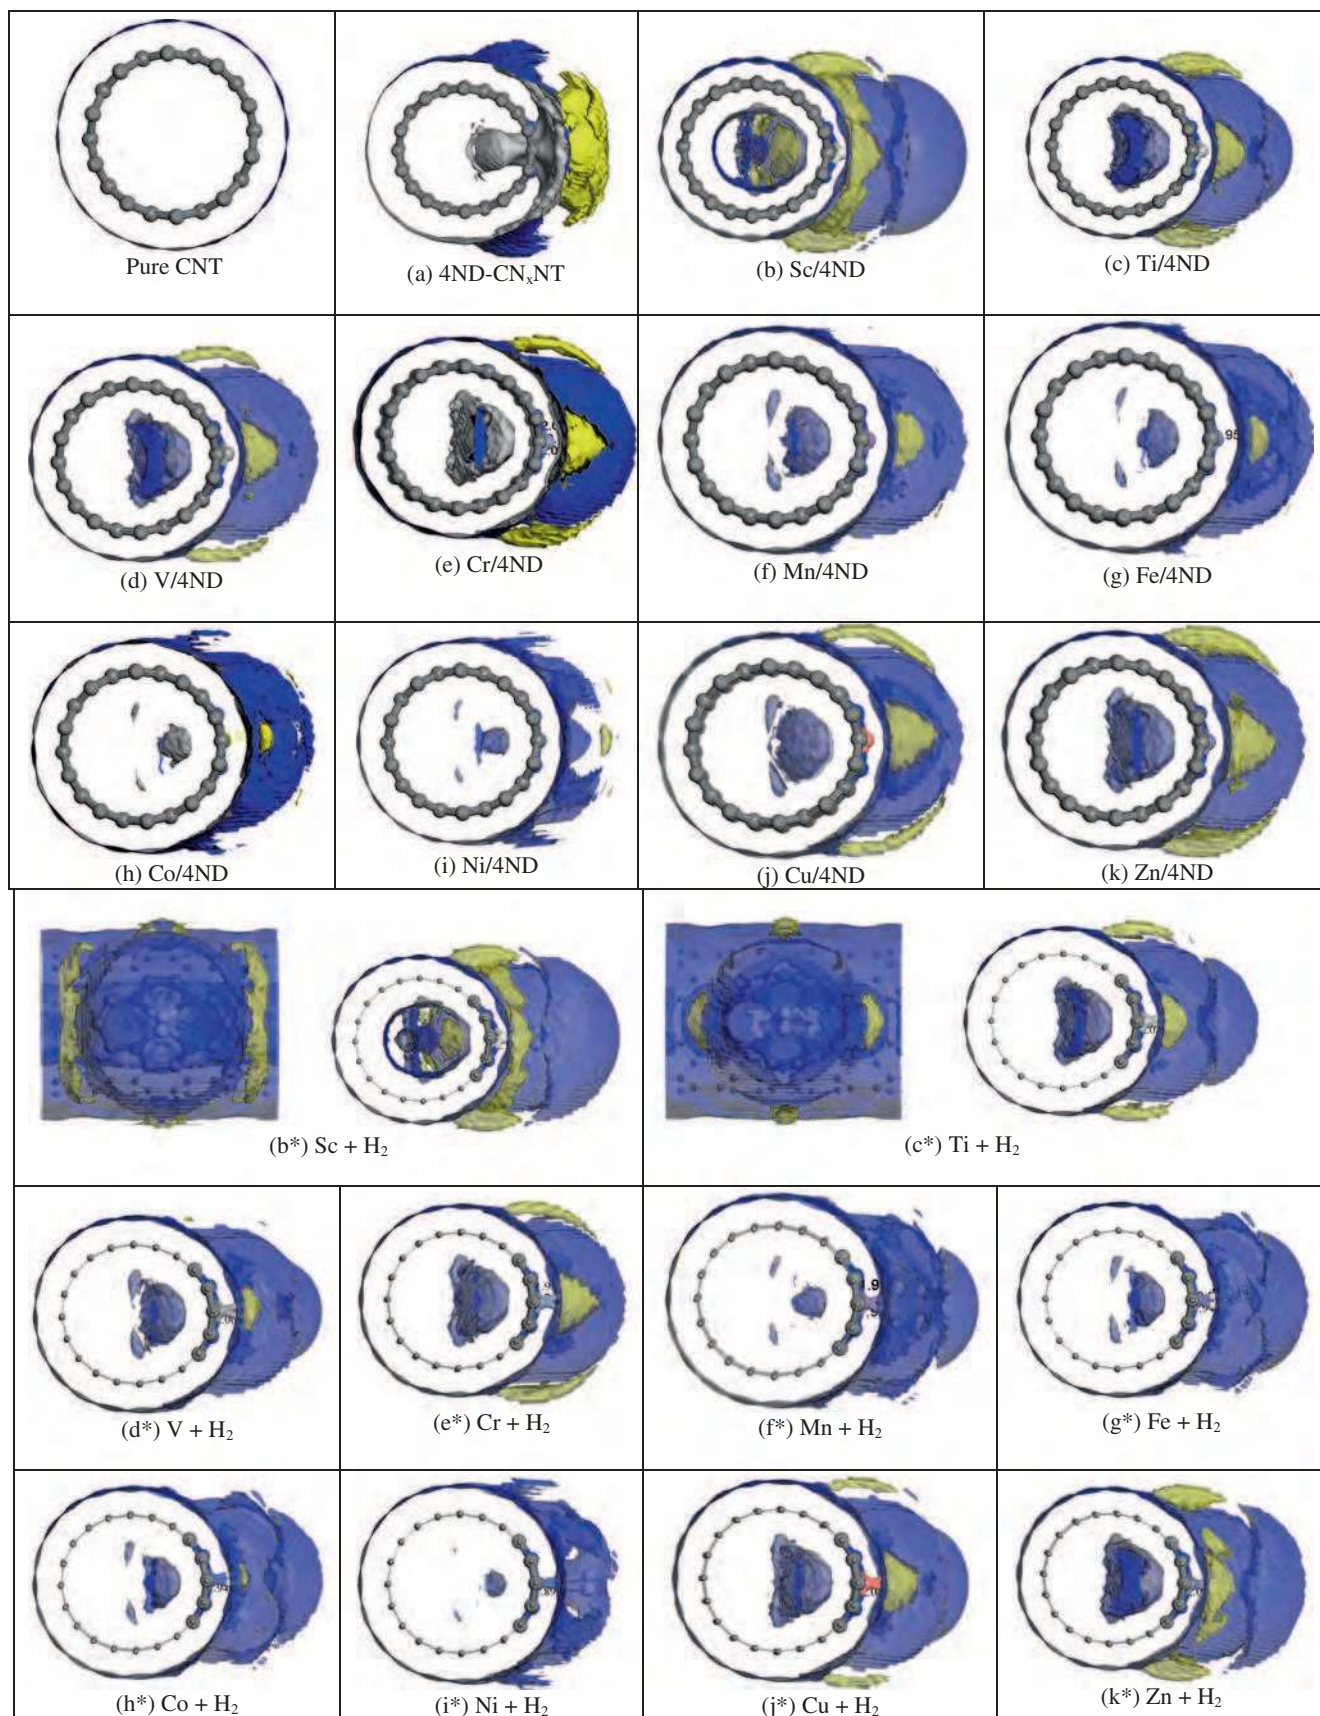 Pure CNT
(a) 4ND-CNₓNT
(b) Sc/4ND
(c) Ti/4ND
(d) V/4ND
(e) Cr/4ND
(f) Mn/4ND
95
(g) Fe/4ND
(h) Co/4ND
(i) Ni/4ND
(j) Cu/4ND
(k) Zn/4ND
(b*) Sc + H₂
(c*) Ti + H₂
(d*) V + H₂
(e*) Cr + H₂
(f*) Mn + H₂
(g*) Fe + H₂
(h*) Co + H₂
(i*) Ni + H₂
(j*) Cu + H₂
(k*) Zn + H₂